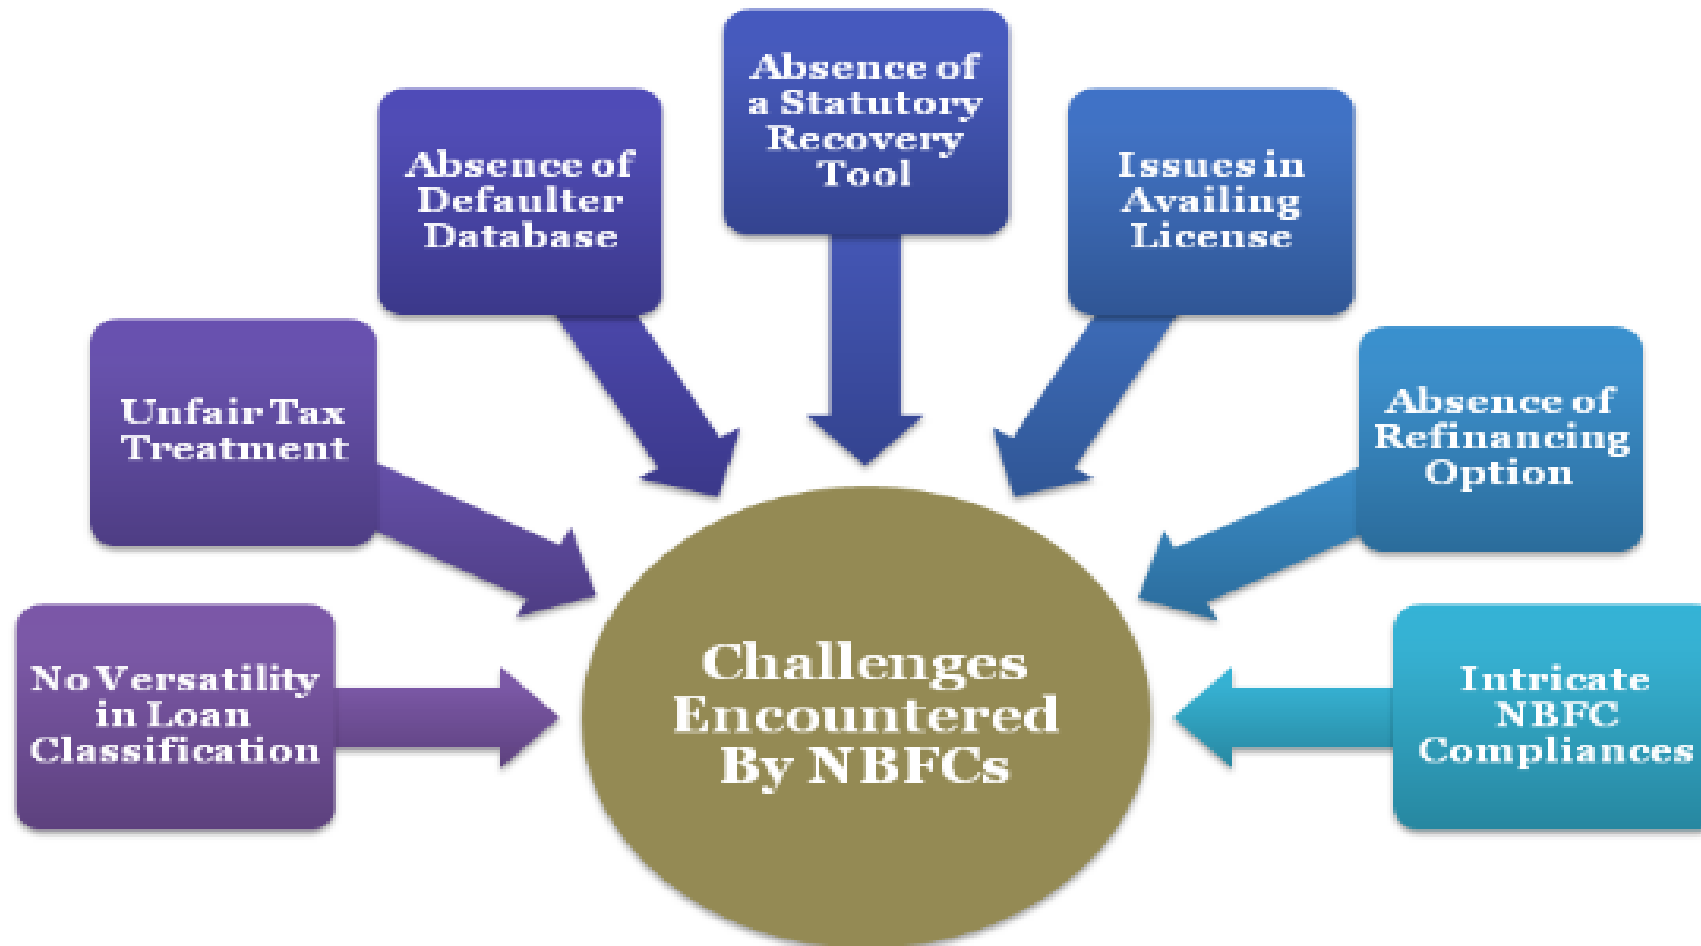 Absence of
a Statutory
Recovery
Tool
Absence of
Defaulter
Database
Issues in
Availing
License
Unfair Tax
Treatment
Absence of
Refinancing
Option
No Versatility
in Loan
Classification
Challenges
Encountered
By NBFCs
Intricate
NBFC
Compliances